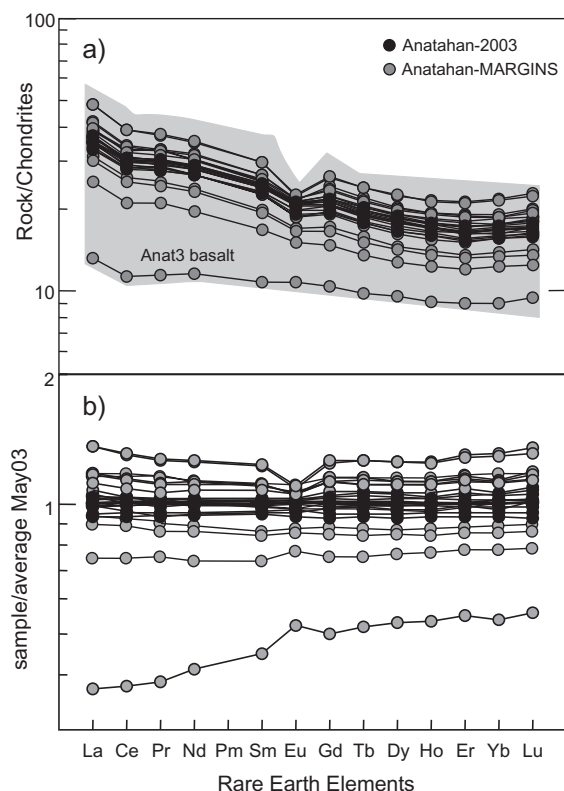 100
a)
Anatahan-2003
Anatahan-MARGINS
Rock/Chondrites
Anat3 basalt
10
2
b)
sample/average May03
1
La Ce Pr Nd Pm Sm Eu Gd Tb Dy Ho Er Yb Lu
Rare Earth Elements